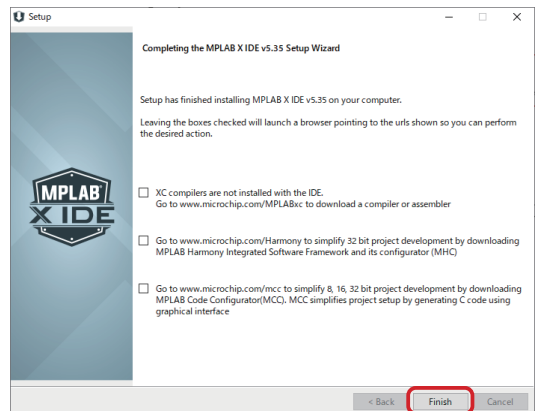 Setup
Completing the MPLAB X IDE v5.35 Setup Wizard
Setup has finished installing MPLAB X IDE v5.35 on your computer.
Leaving the boxes checked will launch a browser pointing to the urls shown so you can perform
the desired action.
MPLAB
X IDE
XC compilers are not installed with the IDE.
Go to www.microchip.com/MPLABxc to download a compiler or assembler
Go to www.microchip.com/Harmony to simplify 32 bit project development by downloading
MPLAB Harmony Integrated Software Framework and its configurator (MHC)
Go to www.microchip.com/mcc to simplify 8, 16, 32 bit project development by downloading
MPLAB Code Configurator(MCC). MCC simplifies project setup by generating C code using
graphical interface
< Back Finish Cancel